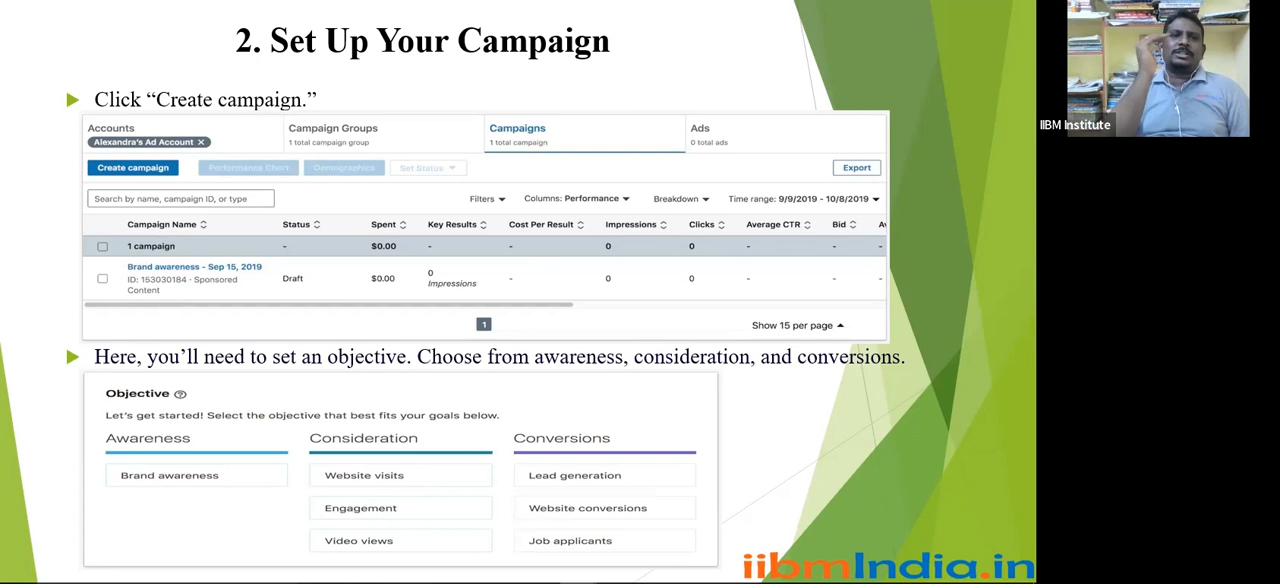 2. Set Up Your Campaign
Click “Create campaign.”
Accounts Campaign Groups Campaigns Ads
Alexandra's Ad Account ✕ 1 total campaign group 1 total campaign 0 total ads
Create campaign Performance Chart Demographics Set Status Export
Search by name, campaign ID, or type Filters Columns: Performance Breakdown Time range: 9/9/2019 - 10/8/2019
Campaign Name Status Spent Key Results Cost Per Result Impressions Clicks Average CTR Bid
1 campaign - $0.00 - - 0 0 - - -
Brand awareness - Sep 15, 2019
ID: 153030184 · Sponsored Content Draft $0.00 0 Impressions - 0 0 - - -
1 Show 15 per page
Here, you’ll need to set an objective. Choose from awareness, consideration, and conversions.
Objective
Let's get started! Select the objective that best fits your goals below.
Awareness Consideration Conversions
Brand awareness Website visits Lead generation
Engagement Website conversions
Video views Job applicants
iibmIndia.in
IIBM Institute